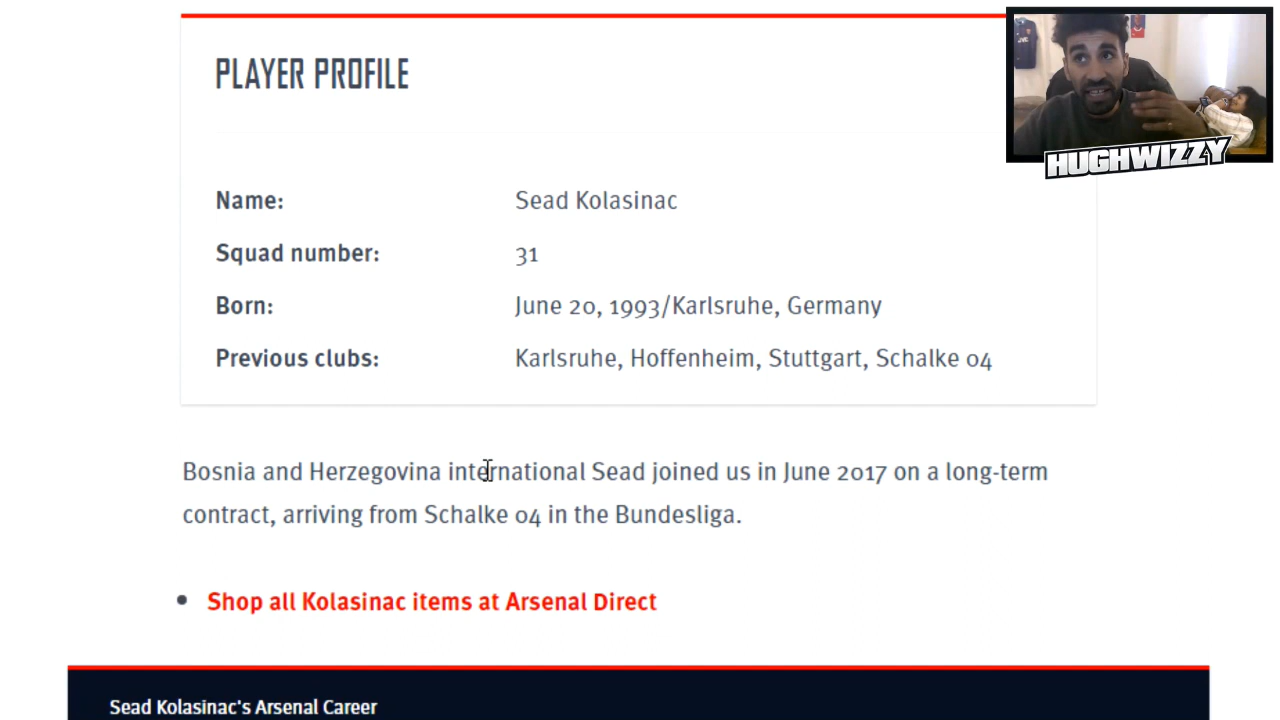 HUGHWIZZY
PLAYER PROFILE
Name: Sead Kolasinac
Squad number: 31
Born: June 20, 1993/Karlsruhe, Germany
Previous clubs: Karlsruhe, Hoffenheim, Stuttgart, Schalke 04
Bosnia and Herzegovina international Sead joined us in June 2017 on a long-term
contract, arriving from Schalke 04 in the Bundesliga.
• Shop all Kolasinac items at Arsenal Direct
Sead Kolasinac's Arsenal Career